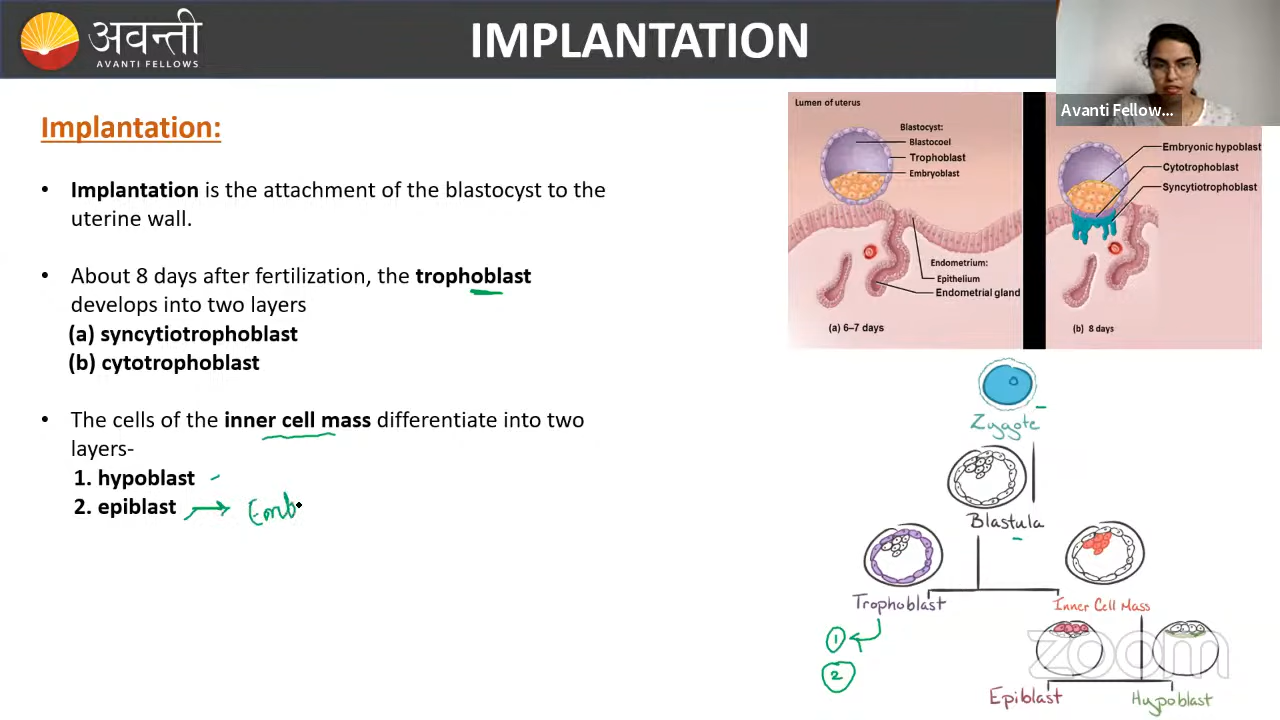 अवन्ती
AVANTI FELLOWS
IMPLANTATION
Avanti Fellow...
Implantation:
• Implantation is the attachment of the blastocyst to the
uterine wall.
• About 8 days after fertilization, the trophoblast
develops into two layers
(a) syncytiotrophoblast
(b) cytotrophoblast
• The cells of the inner cell mass differentiate into two
layers-
1. hypoblast
2. epiblast
Emb
Lumen of uterus
Blastocyst:
Blastocoel
Trophoblast
Embryoblast
Endometrium:
Epithelium
Endometrial gland
(a) 6–7 days
Embryonic hypoblast
Cytotrophoblast
Syncytiotrophoblast
(b) 8 days
Zygote
Blastula
Trophoblast
Inner Cell Mass
1
2
zoom
Epiblast
Hypoblast